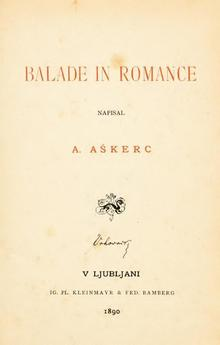 BALADE IN ROMANCE
NAPISAL
A. AŠKERC
V LJUBLJANI
IG. PL. KLEINMAYR & FED. BAMBERG
1890